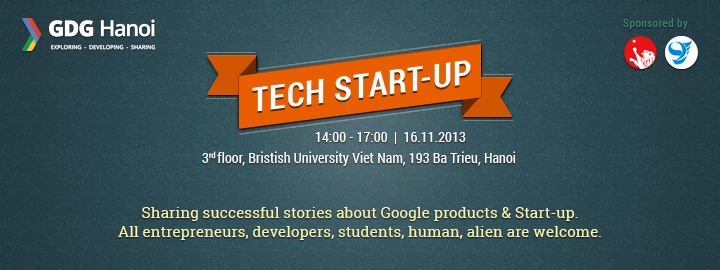 GDG Hanoi
EXPLORING - DEVELOPING - SHARING
Sponsored by
TECH START-UP
14:00 - 17:00 | 16.11.2013
3rd floor, Bristish University Viet Nam, 193 Ba Trieu, Hanoi
Sharing successful stories about Google products & Start-up.
All entrepreneurs, developers, students, human, alien are welcome.